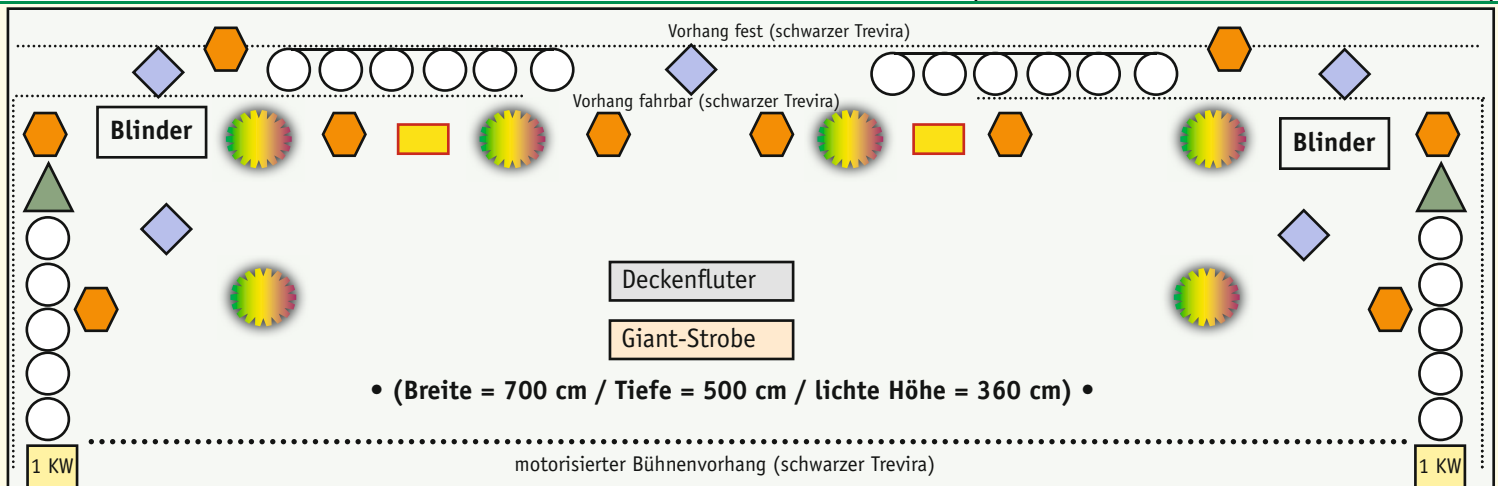 Vorhang fest (schwarzer Trevira)
Vorhang fahrbar (schwarzer Trevira)
Blinder
Blinder
Deckenfluter
Giant-Strobe
• (Breite = 700 cm / Tiefe = 500 cm / lichte Höhe = 360 cm) •
1 KW
motorisierter Bühnenvorhang (schwarzer Trevira)
1 KW